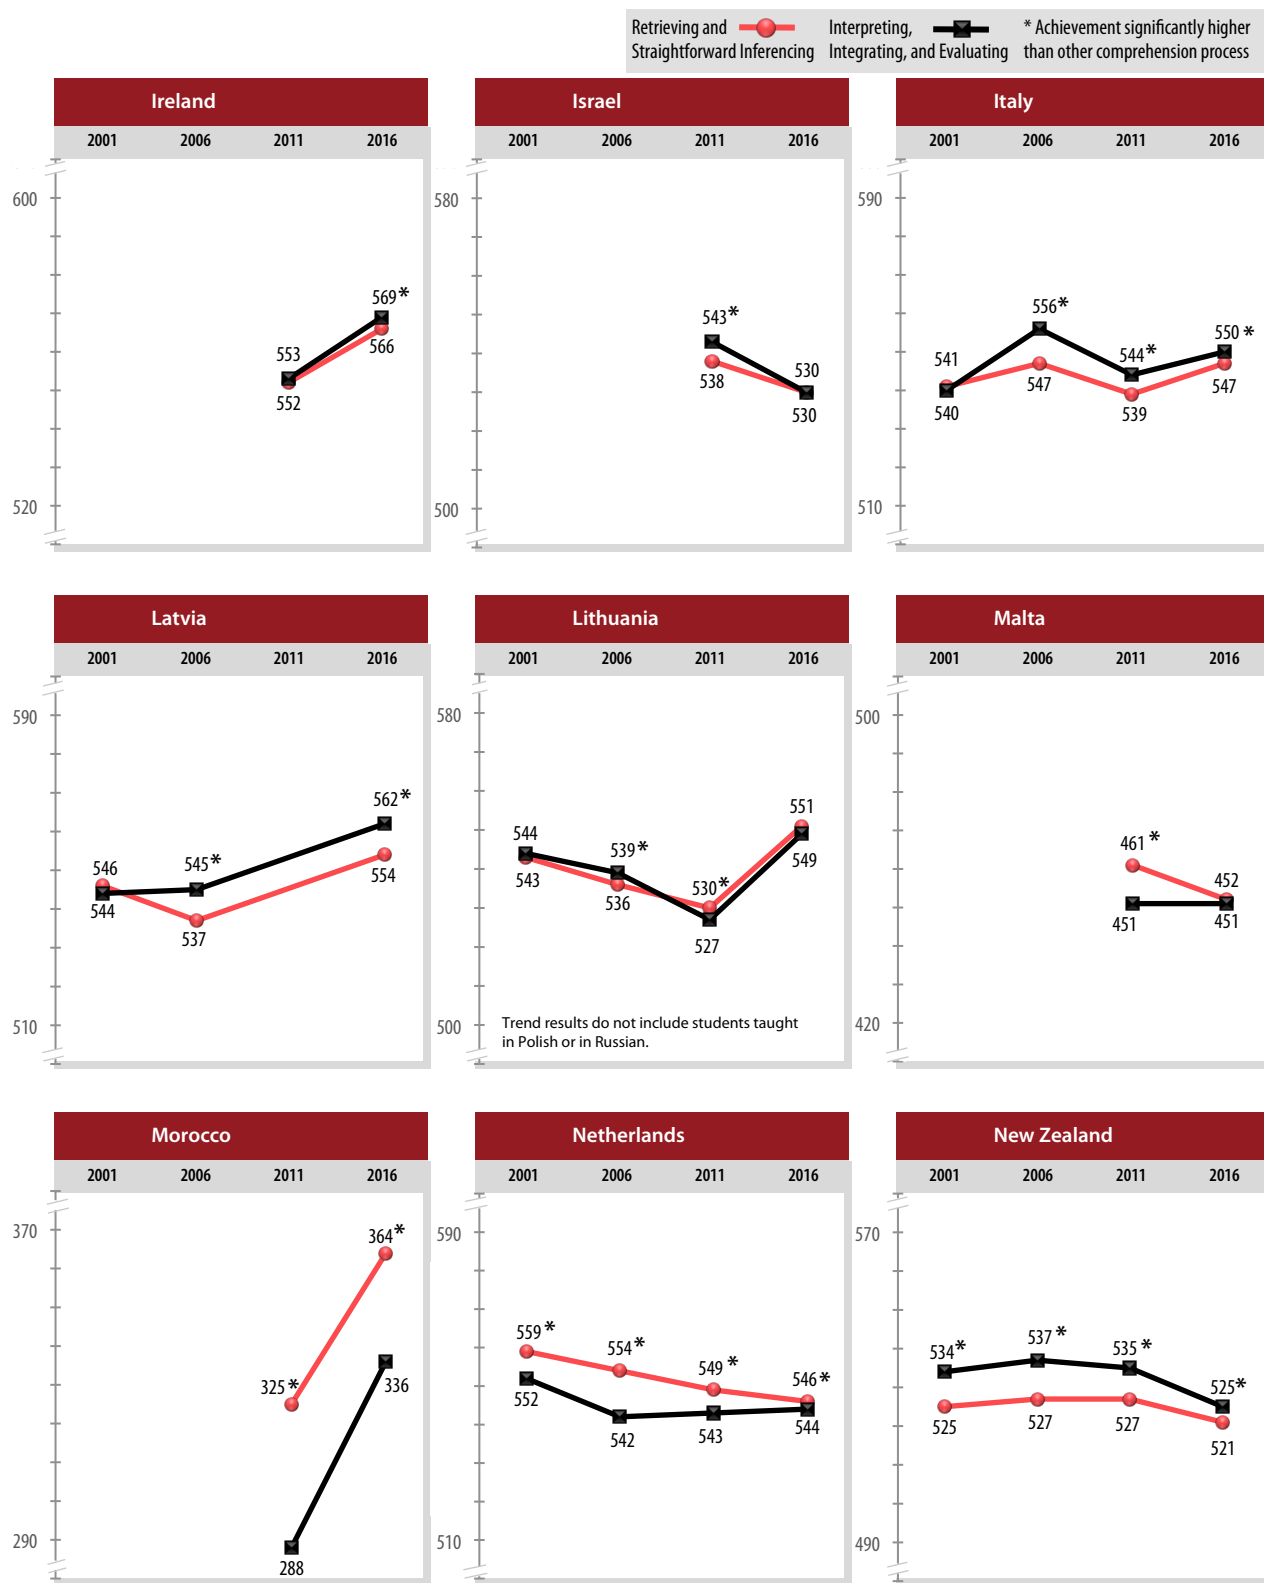 Retrieving and
Straightforward Inferencing
Interpreting,
Integrating, and Evaluating
* Achievement significantly higher
than other comprehension process
Ireland
2001 2006 2011 2016
600
520
553
552
569*
566
Israel
2001 2006 2011 2016
580
500
543*
538
530
530
Italy
2001 2006 2011 2016
590
510
541
540
556*
547
544*
539
550*
547
Latvia
2001 2006 2011 2016
590
510
546
544
545*
537
562*
554
Lithuania
2001 2006 2011 2016
580
500
544
543
539*
536
530*
527
551
549
Trend results do not include students taught
in Polish or in Russian.
Malta
2001 2006 2011 2016
500
420
461*
451
452
451
Morocco
2001 2006 2011 2016
370
290
325*
288
364*
336
Netherlands
2001 2006 2011 2016
590
510
559*
552
554*
542
549*
543
546*
544
New Zealand
2001 2006 2011 2016
570
490
534*
525
537*
527
535*
527
525*
521